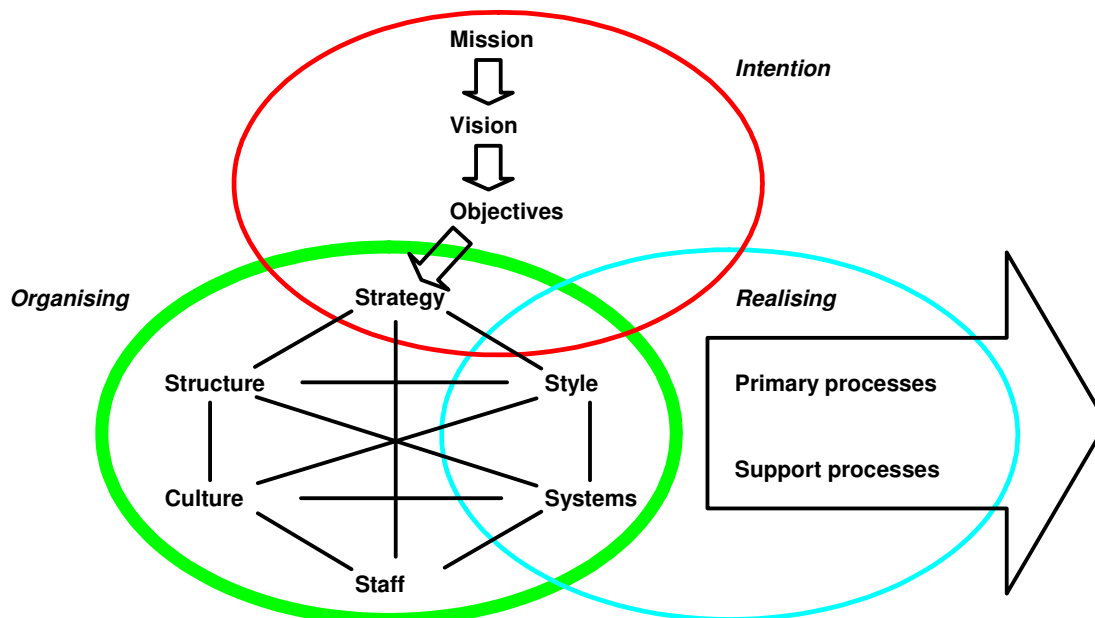 Mission
Intention
Vision
Objectives
Organising
Strategy
Realising
Structure
Style
Primary processes
Support processes
Culture
Systems
Staff